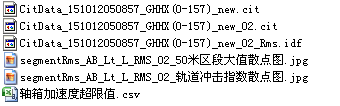 CitData_151012050857_GHHX(0-157)_new.cit
CitData_151012050857_GHHX(0-157)_new_02.cit
CitData_151012050857_GHHX(0-157)_new_02_Rms.idf
segmentRms_AB_Lt_L_RMS_02_50米区段大值散点图.jpg
segmentRms_AB_Lt_L_RMS_02_轨道冲击指数散点图.jpg
轴箱加速度超限值.csv